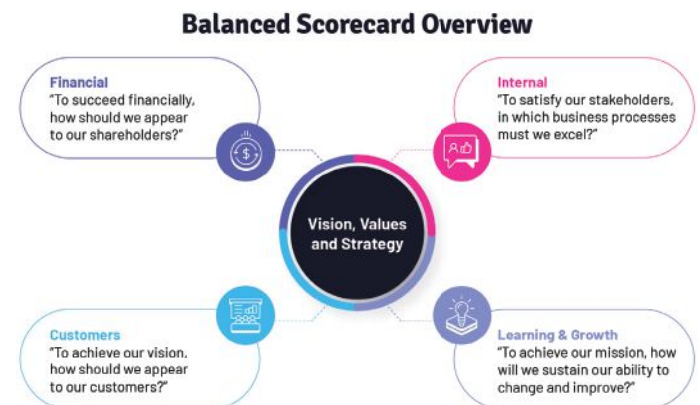 Balanced Scorecard Overview
Financial
"To succeed financially,
how should we appear
to our shareholders?"
Internal
"To satisfy our stakeholders,
in which business processes
must we excel?"
$
Vision, Values
and Strategy
Customers
"To achieve our vision.
how should we appear
to our customers?"
Learning & Growth
"To achieve our mission, how
will we sustain our ability to
change and improve?"